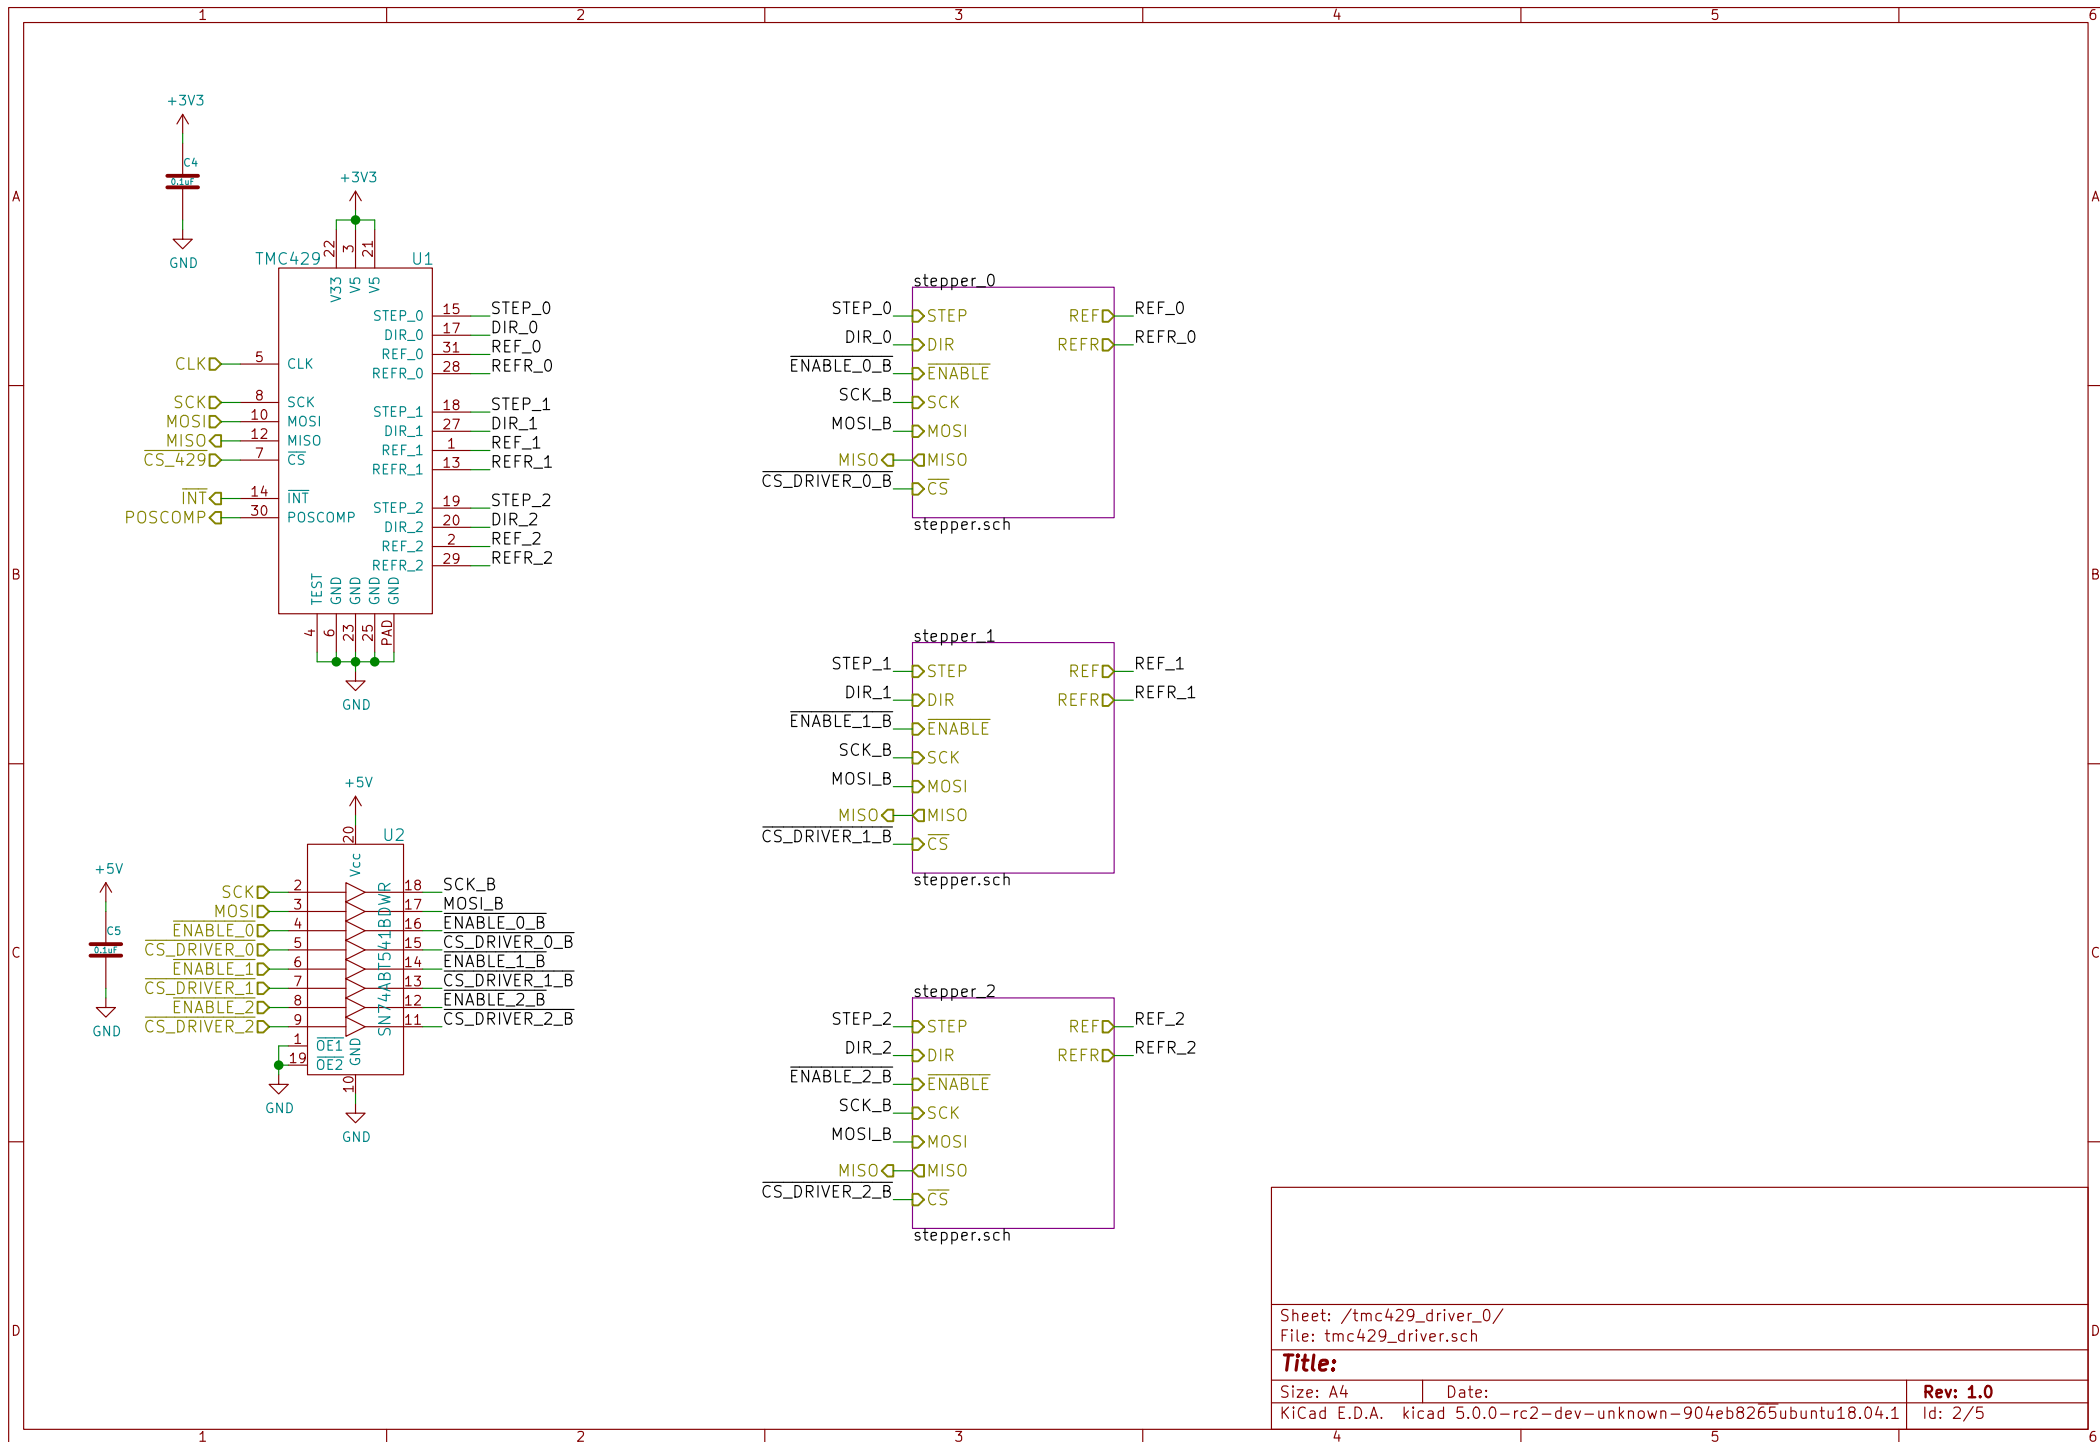 1 2 3 4 5 6
A
B
C
D
+3V3
C4
0.1uF
GND
+3V3
22 3 21
TMC429 U1
V33 V5 V5
STEP_0 15 STEP_0
DIR_0 17 DIR_0
REF_0 31 REF_0
REFR_0 28 REFR_0
CLK 5 CLK
SCK 8 SCK
MOSI 10 MOSI
MISO 12 MISO
CS_429 7 CS
INT 14 INT
POSCOMP 30 POSCOMP
STEP_1 18 STEP_1
DIR_1 27 DIR_1
REF_1 1 REF_1
REFR_1 13 REFR_1
STEP_2 19 STEP_2
DIR_2 20 DIR_2
REF_2 2 REF_2
REFR_2 29 REFR_2
TEST GND GND GND GND
4 6 23 25 PAD
GND
+5V
20
U2
Vcc
SN74ABT541BDWR
SCK 2 18 SCK_B
MOSI 3 17 MOSI_B
ENABLE_0 4 16 ENABLE_0_B
CS_DRIVER_0 5 15 CS_DRIVER_0_B
ENABLE_1 6 14 ENABLE_1_B
CS_DRIVER_1 7 13 CS_DRIVER_1_B
ENABLE_2 8 12 ENABLE_2_B
CS_DRIVER_2 9 11 CS_DRIVER_2_B
1 OE1
19 OE2
GND
10
GND
GND
+5V
C5
0.1uF
GND
stepper_0
STEP_0 STEP REF REF_0
DIR_0 DIR REFR REFR_0
ENABLE_0_B ENABLE
SCK_B SCK
MOSI_B MOSI
MISO MISO
CS_DRIVER_0_B CS
stepper.sch
stepper_1
STEP_1 STEP REF REF_1
DIR_1 DIR REFR REFR_1
ENABLE_1_B ENABLE
SCK_B SCK
MOSI_B MOSI
MISO MISO
CS_DRIVER_1_B CS
stepper.sch
stepper_2
STEP_2 STEP REF REF_2
DIR_2 DIR REFR REFR_2
ENABLE_2_B ENABLE
SCK_B SCK
MOSI_B MOSI
MISO MISO
CS_DRIVER_2_B CS
stepper.sch
A
B
C
D
Sheet: /tmc429_driver_0/
File: tmc429_driver.sch
Title:
Size: A4 Date: Rev: 1.0
KiCad E.D.A. kicad 5.0.0-rc2-dev-unknown-904eb8265ubuntu18.04.1 Id: 2/5
1 2 3 4 5 6